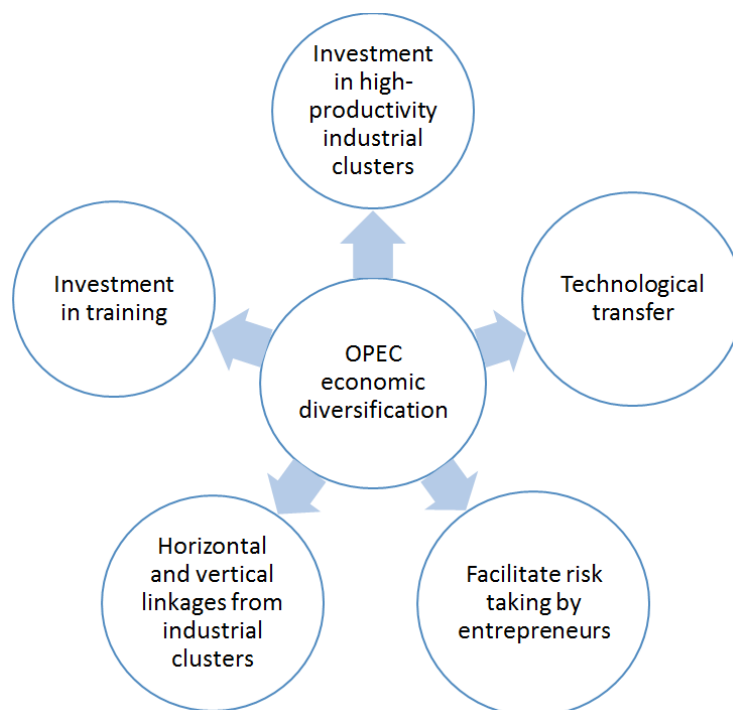 Investment
in high-
productivity
industrial
clusters
Investment
in training
Technological
transfer
OPEC
economic
diversification
Horizontal
and vertical
linkages from
industrial
clusters
Facilitate risk
taking by
entrepreneurs